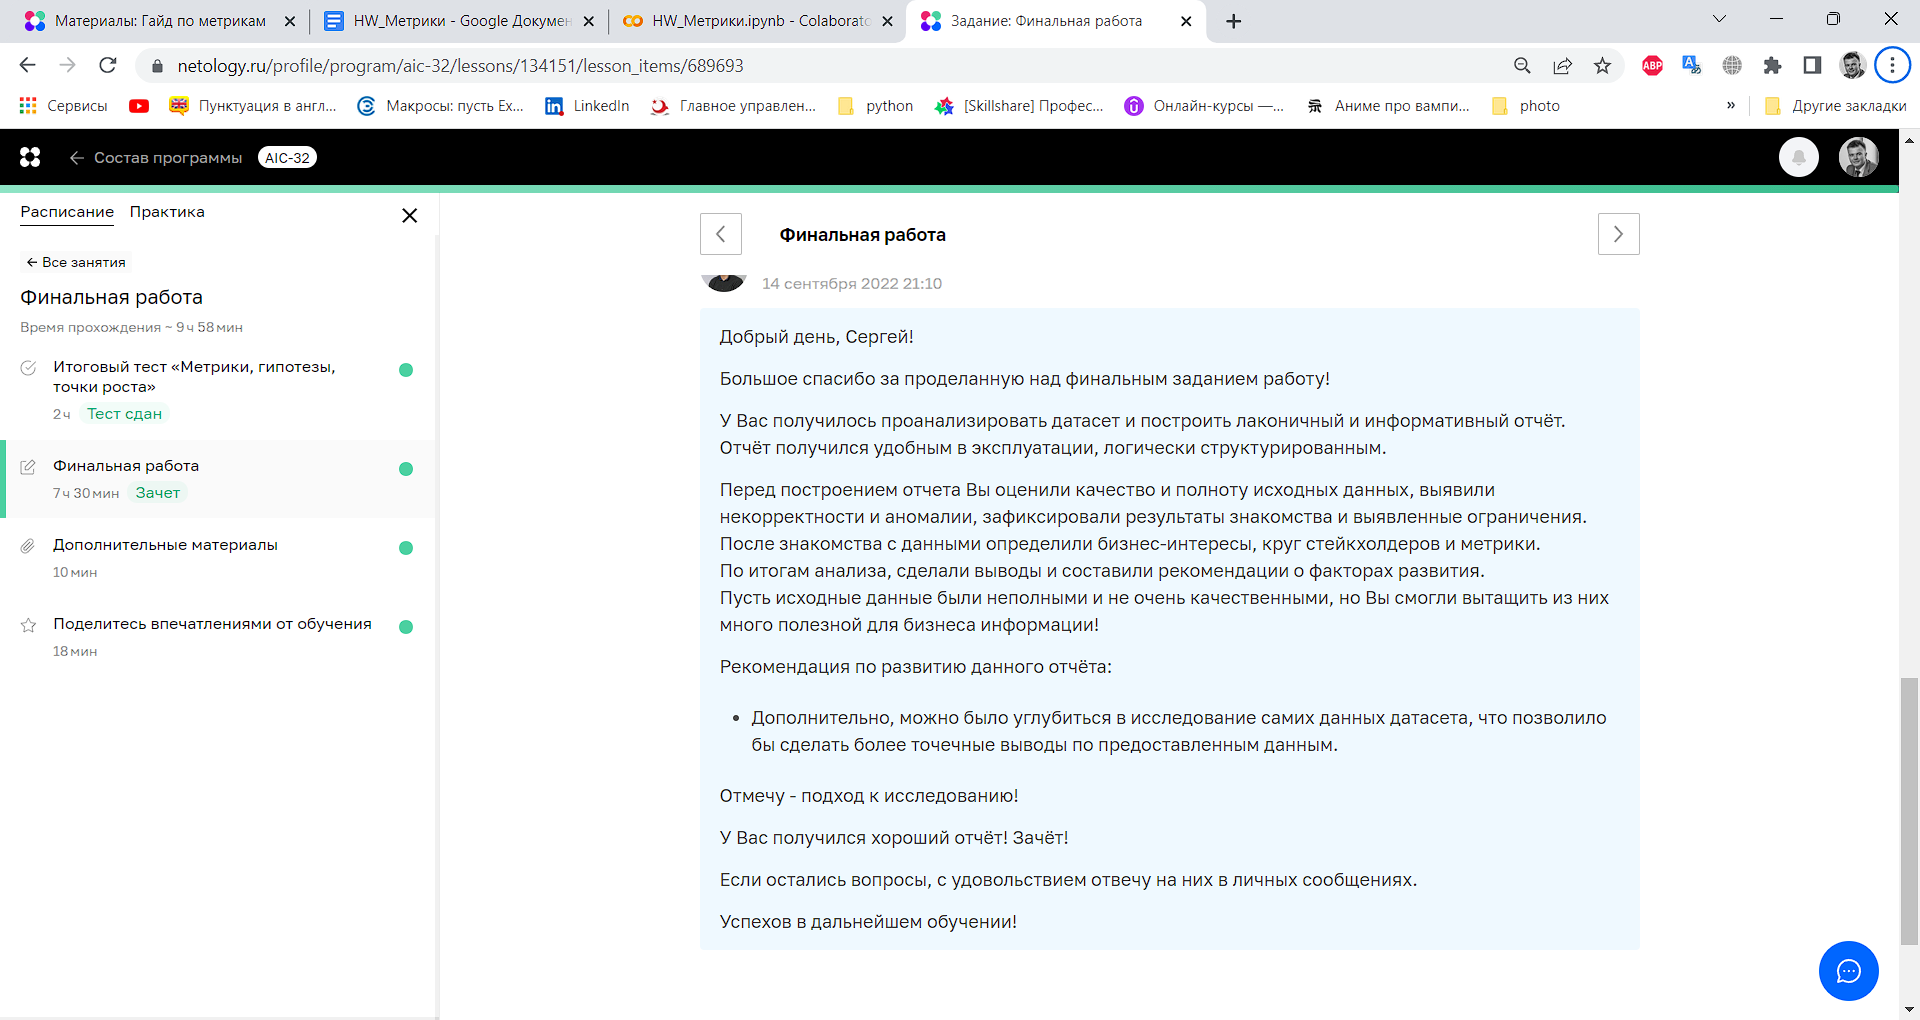 Материалы: Гайд по метрикам
HW_Метрики - Google Докумен
HW_Метрики.ipynb - Colaborato
Задание: Финальная работа
netology.ru/profile/program/aic-32/lessons/134151/lesson_items/689693
ABP
Сервисы
Пунктуация в англ...
Макросы: пусть Ex...
LinkedIn
Главное управлен...
python
[Skillshare] Профес...
Онлайн-курсы —...
Аниме про вампи...
photo
»
Другие закладки
Состав программы
AIC-32
Расписание
Практика
Все занятия
Финальная работа
Время прохождения ~ 9 ч 58 мин
Итоговый тест «Метрики, гипотезы,
точки роста»
2 ч Тест сдан
Финальная работа
7 ч 30 мин Зачет
Дополнительные материалы
10 мин
Поделитесь впечатлениями от обучения
18 мин
Финальная работа
14 сентября 2022 21:10
Добрый день, Сергей!
Большое спасибо за проделанную над финальным заданием работу!
У Вас получилось проанализировать датасет и построить лаконичный и информативный отчёт.
Отчёт получился удобным в эксплуатации, логически структурированным.
Перед построением отчета Вы оценили качество и полноту исходных данных, выявили
некорректности и аномалии, зафиксировали результаты знакомства и выявленные ограничения.
После знакомства с данными определили бизнес-интересы, круг стейкхолдеров и метрики.
По итогам анализа, сделали выводы и составили рекомендации о факторах развития.
Пусть исходные данные были неполными и не очень качественными, но Вы смогли вытащить из них
много полезной для бизнеса информации!
Рекомендация по развитию данного отчёта:
• Дополнительно, можно было углубиться в исследование самих данных датасета, что позволило
бы сделать более точечные выводы по предоставленным данным.
Отмечу - подход к исследованию!
У Вас получился хороший отчёт! Зачёт!
Если остались вопросы, с удовольствием отвечу на них в личных сообщениях.
Успехов в дальнейшем обучении!